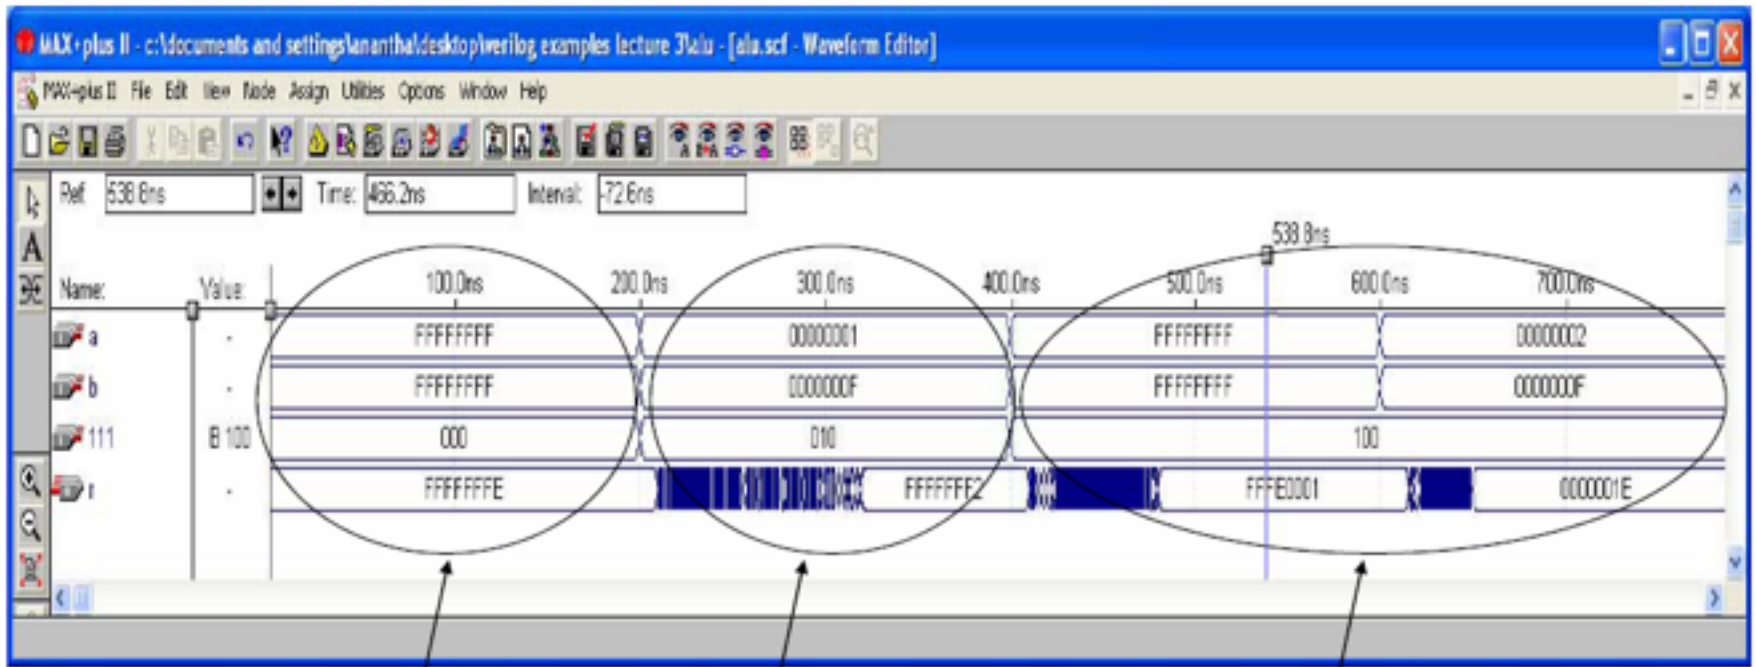 MAX+plus II - c:\documents and settings\anantha\desktop\verilog examples lecture 3\alu - [alu.scf - Waveform Editor]
MAX+plus II File Edit View Node Assign Utilities Options Window Help
Ref: 538.8ns Time: 466.2ns Interval: -72.6ns
538.8ns
Name: Value: 100.0ns 200.0ns 300.0ns 400.0ns 500.0ns 600.0ns 700.0ns
a - FFFFFFFF 00000001 FFFFFFFF 00000002
b - FFFFFFFF 0000000F FFFFFFFF 0000000F
111 B 100 000 010 100
r - FFFFFFFE FFFFFFF2 FFFE0001 0000001E